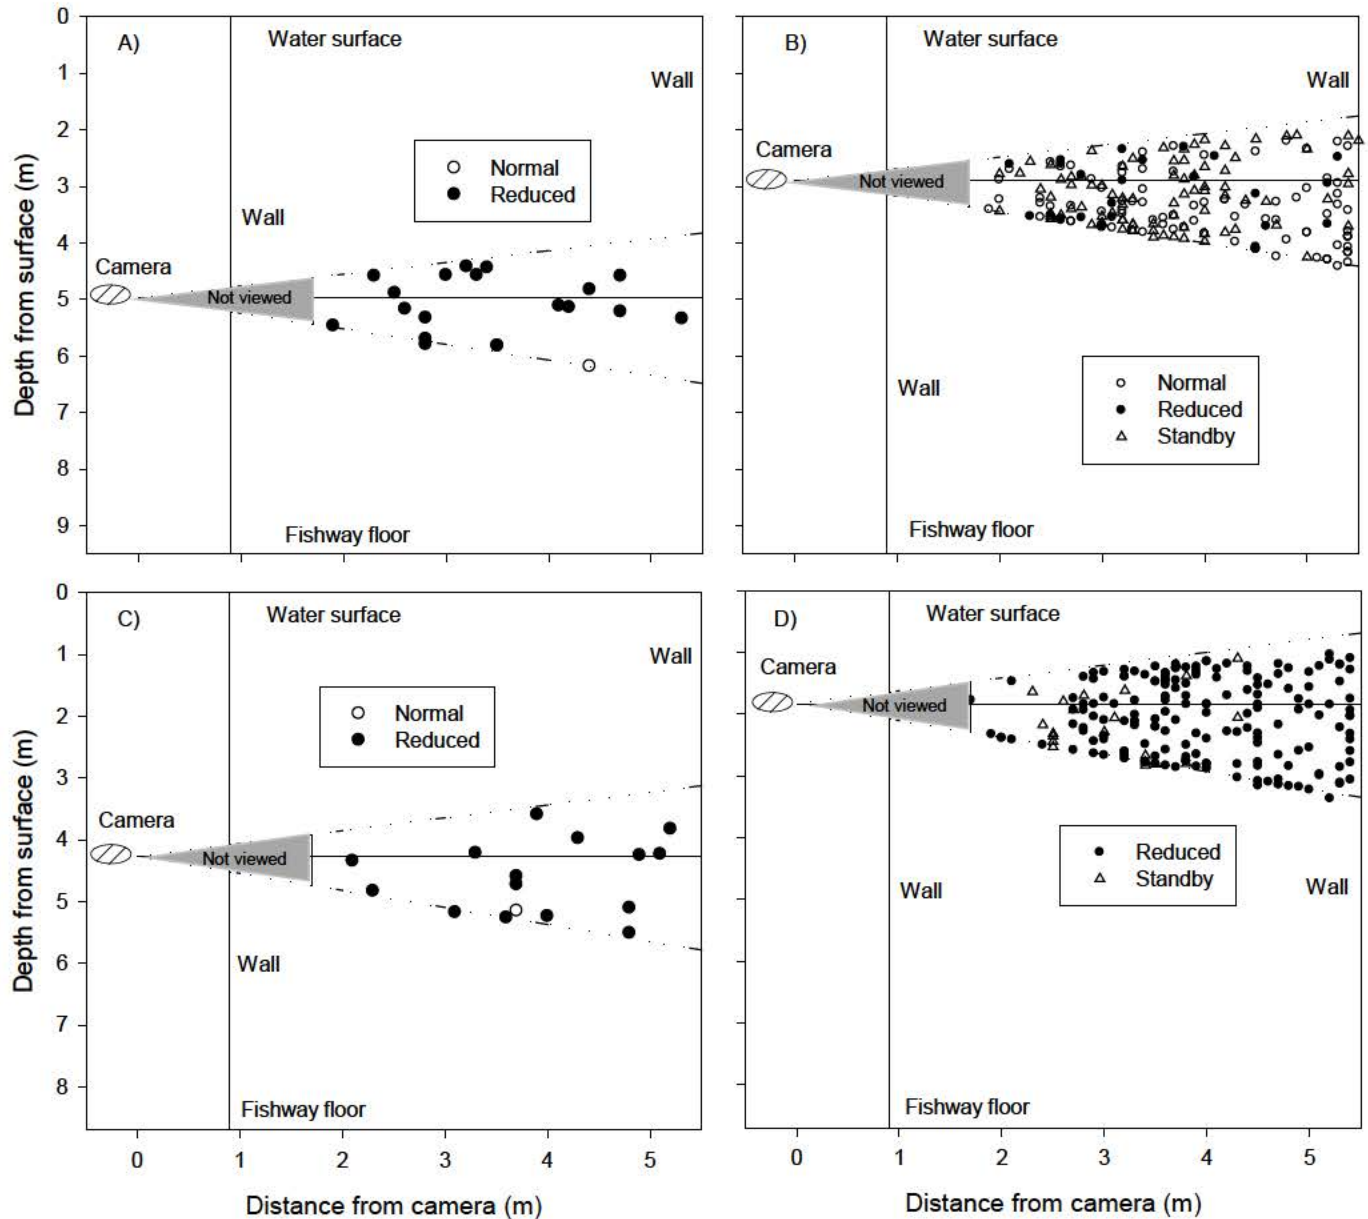 A)
Water surface
Wall
Normal
Reduced
Wall
Camera
Not viewed
Fishway floor
0
1
2
3
4
5
6
7
8
9
Depth from surface (m)
B)
Water surface
Wall
Camera
Not viewed
Wall
Normal
Reduced
Standby
Fishway floor
C)
Water surface
Wall
Normal
Reduced
Camera
Not viewed
Wall
Fishway floor
0
1
2
3
4
5
6
7
8
Depth from surface (m)
0 1 2 3 4 5
Distance from camera (m)
D)
Water surface
Camera
Not viewed
Reduced
Standby
Wall
Wall
Fishway floor
0 1 2 3 4 5
Distance from camera (m)